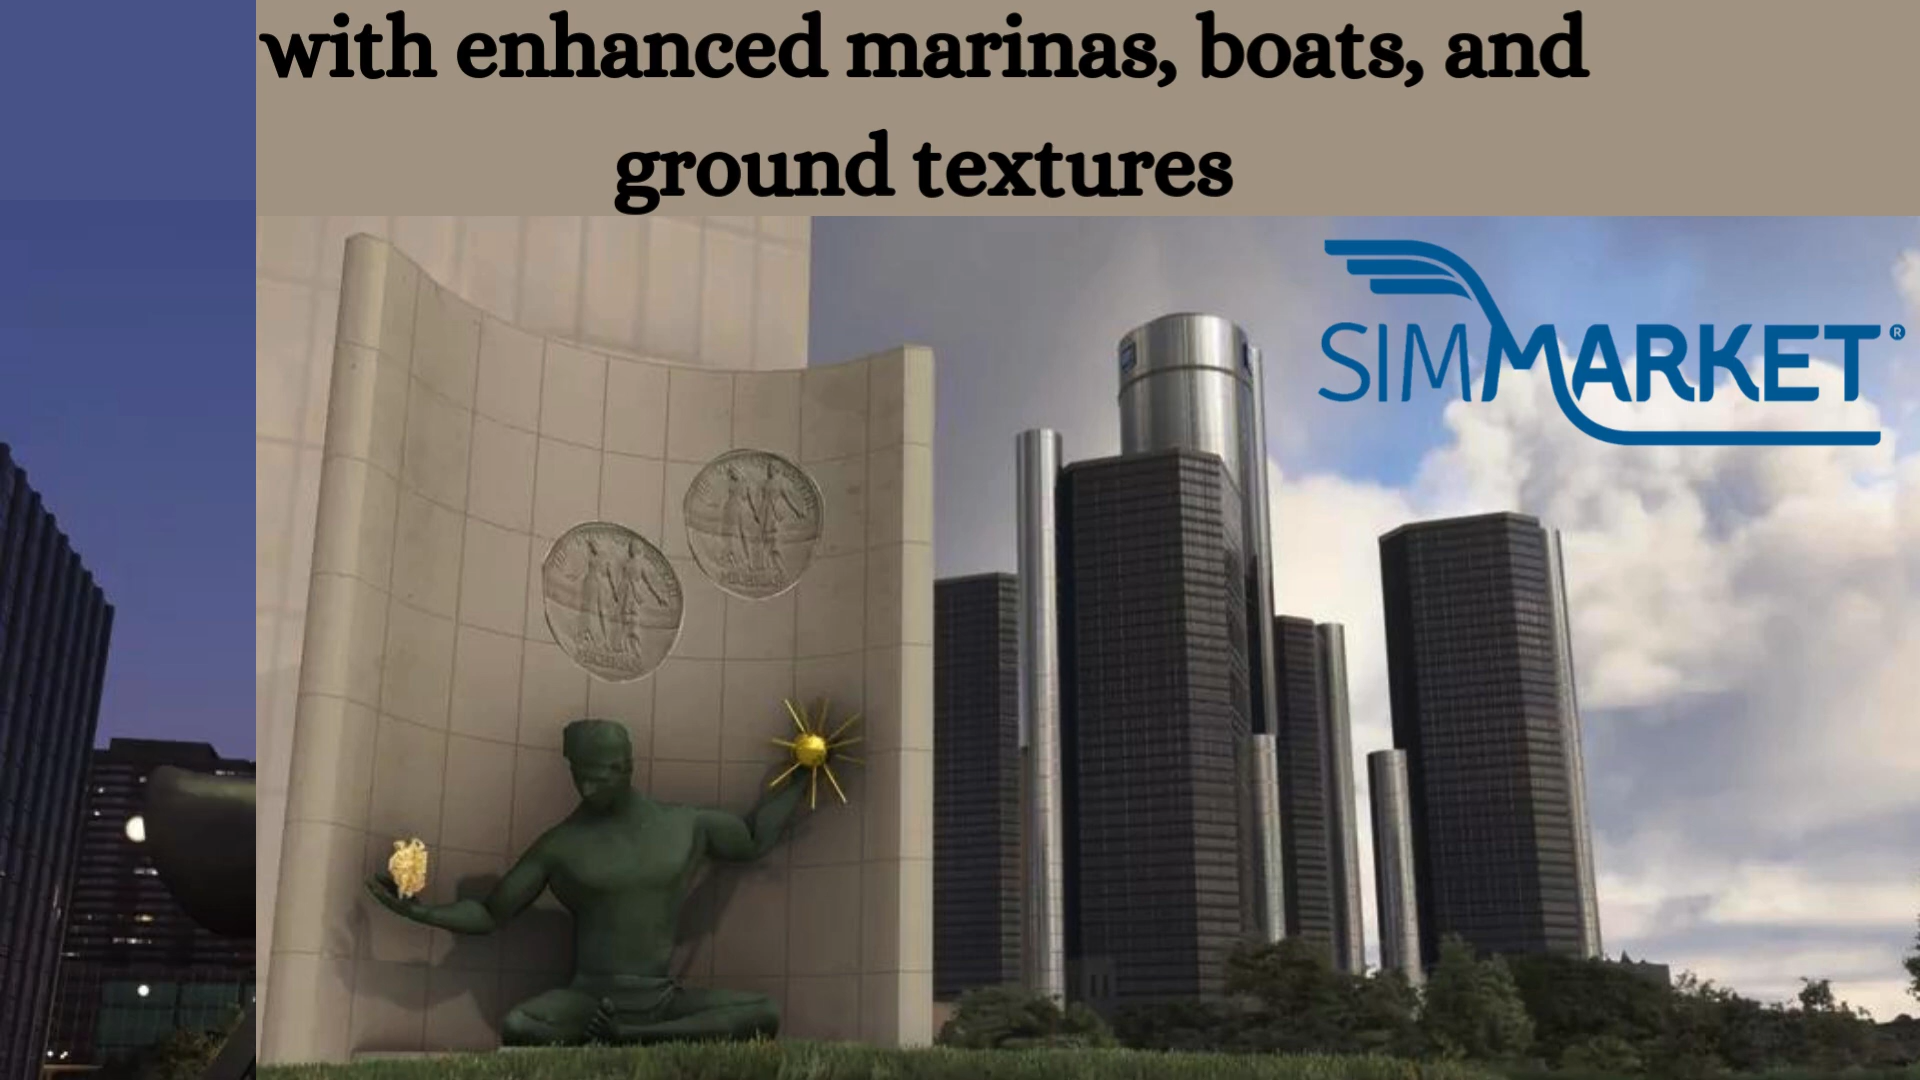 with enhanced marinas, boats, and
ground textures
SIMMARKET®